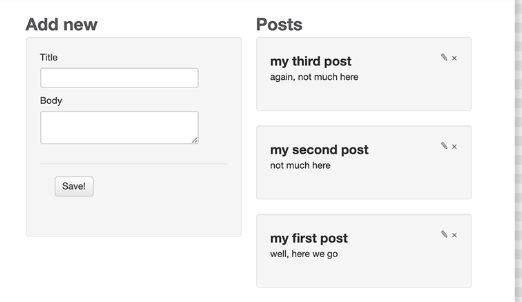 Add new
Title
Body
Save!
Posts
my third post
again, not much here
my second post
not much here
my first post
well, here we go